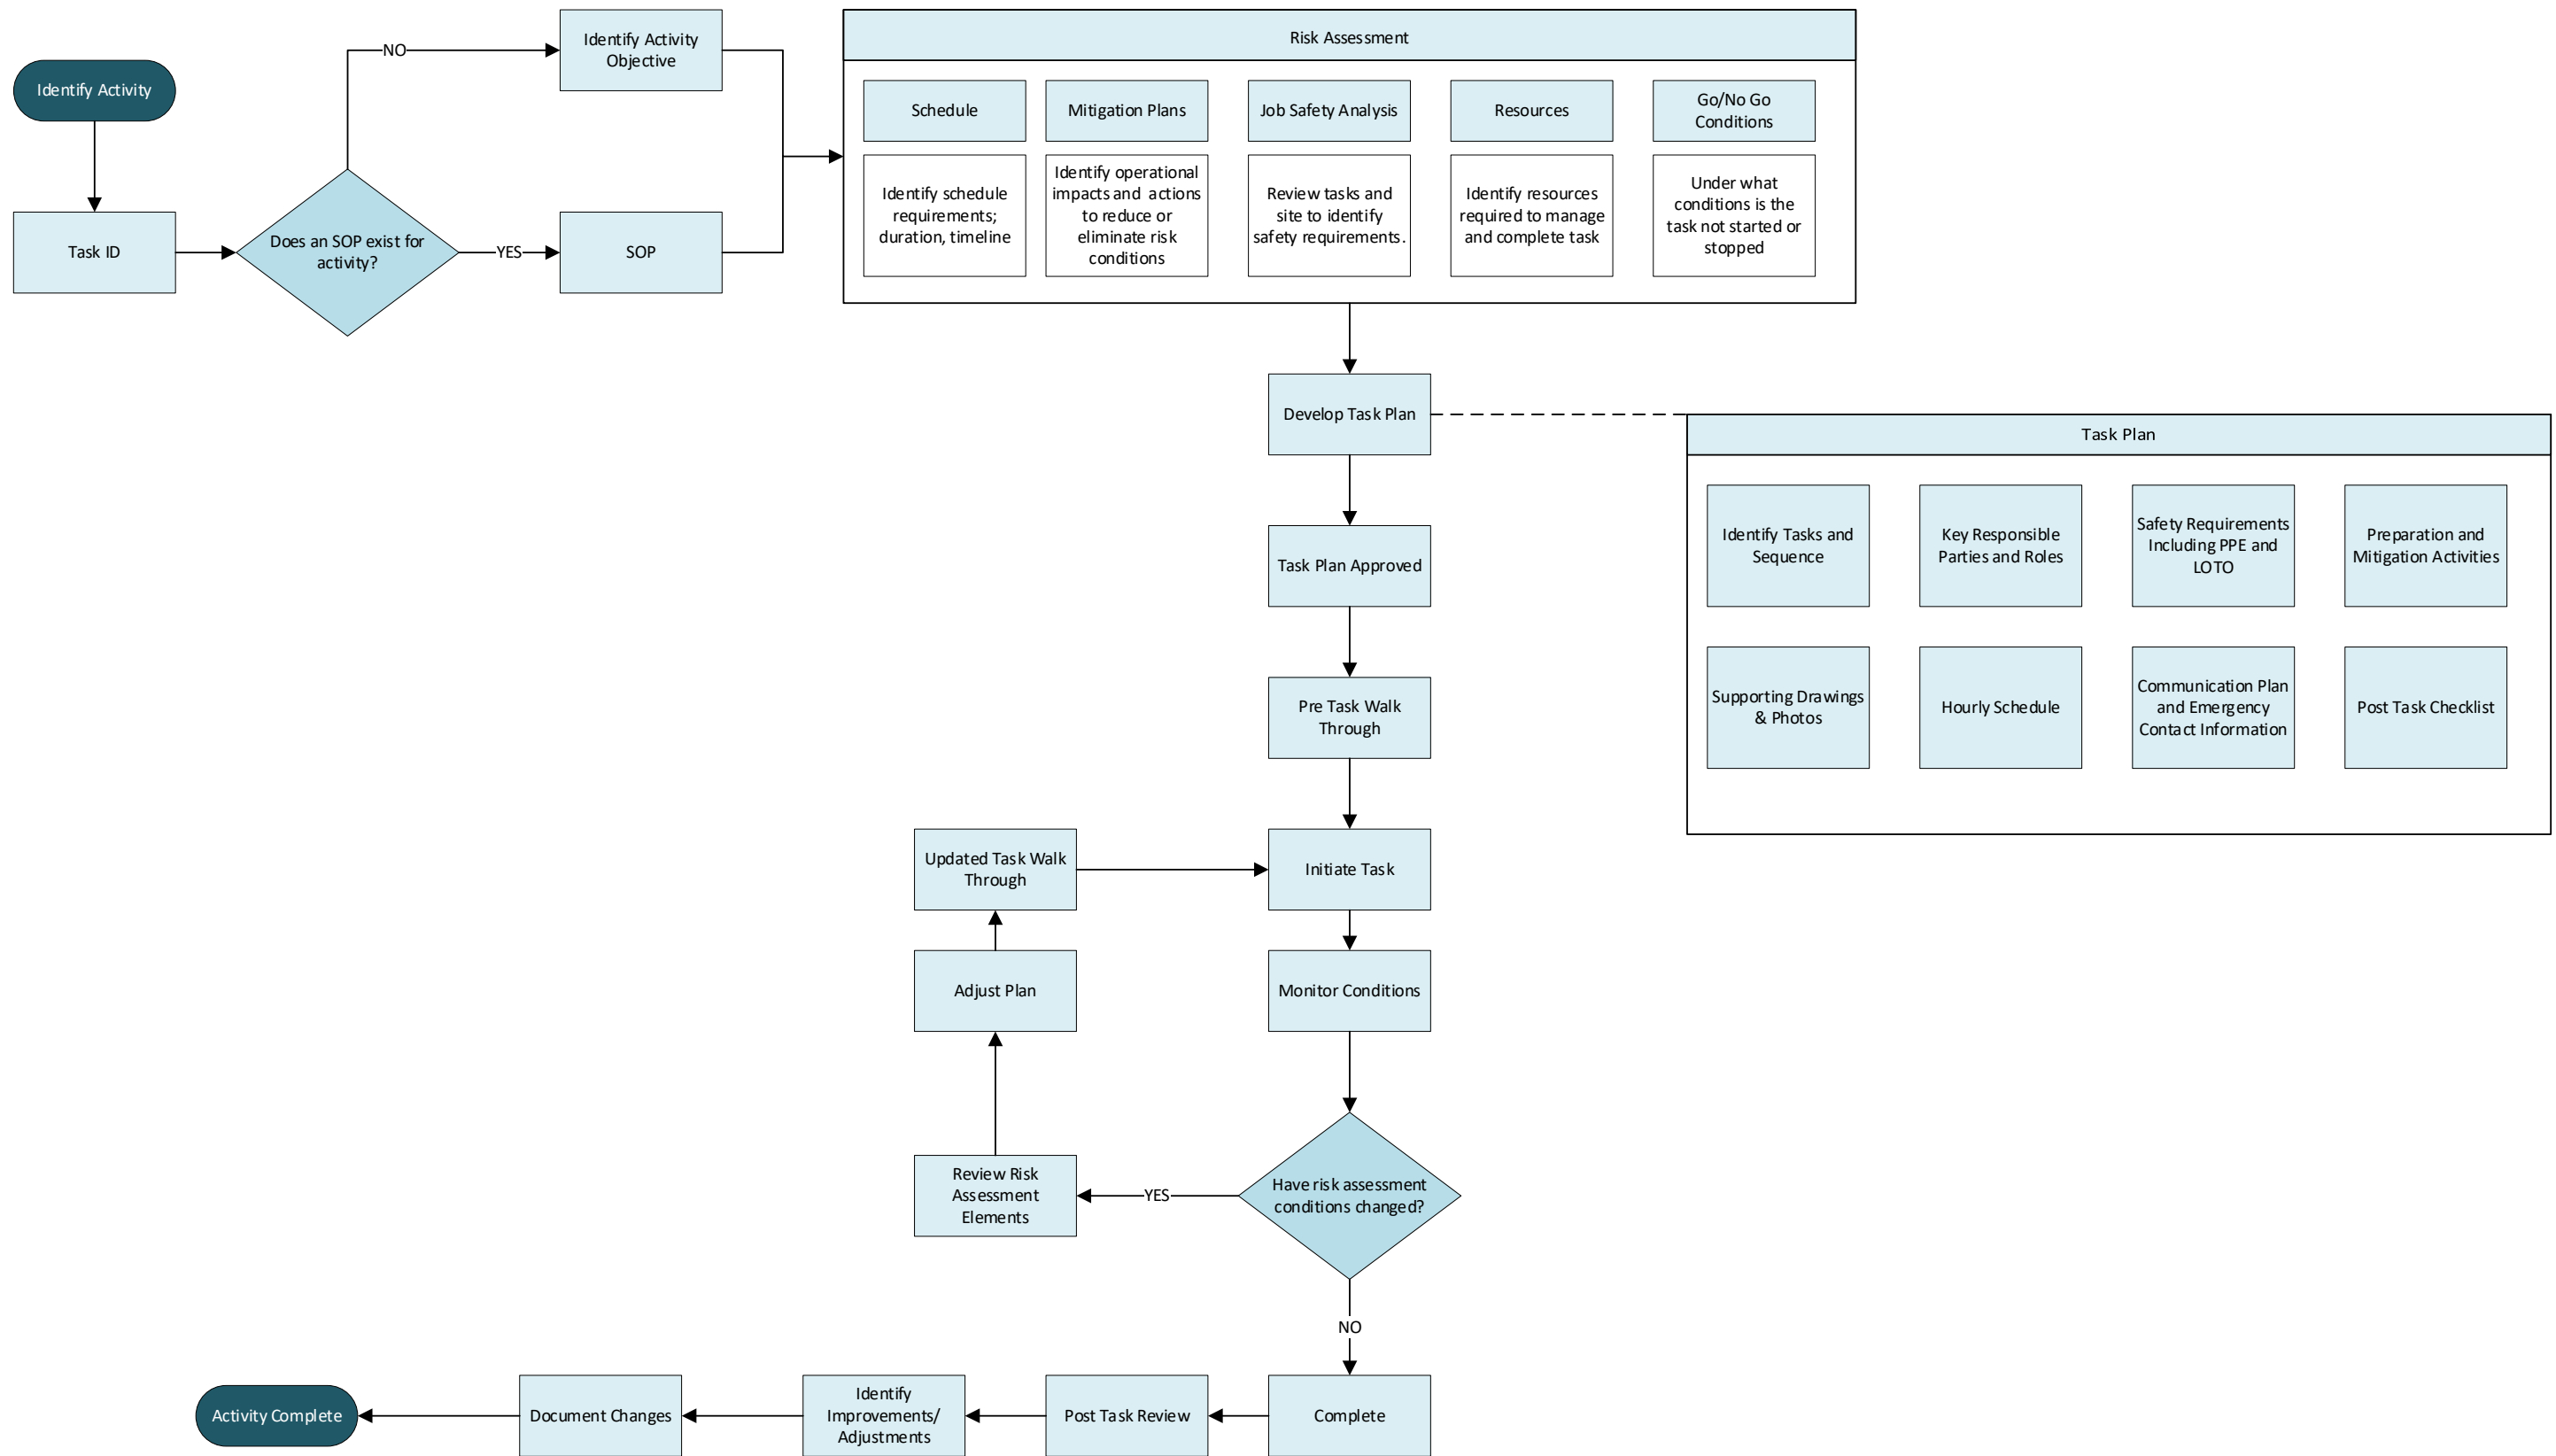 Identify Activity
Task ID
Does an SOP exist for
activity?
NO
YES
Identify Activity
Objective
SOP
Risk Assessment
Schedule
Identify schedule
requirements;
duration, timeline
Mitigation Plans
Identify operational
impacts and actions
to reduce or
eliminate risk
conditions
Job Safety Analysis
Review tasks and
site to identify
safety requirements.
Resources
Identify resources
required to manage
and complete task
Go/No Go
Conditions
Under what
conditions is the
task not started or
stopped
Develop Task Plan
Task Plan
Identify Tasks and
Sequence
Key Responsible
Parties and Roles
Safety Requirements
Including PPE and
LOTO
Preparation and
Mitigation Activities
Supporting Drawings
& Photos
Hourly Schedule
Communication Plan
and Emergency
Contact Information
Post Task Checklist
Task Plan Approved
Pre Task Walk
Through
Initiate Task
Monitor Conditions
Have risk assessment
conditions changed?
YES
Review Risk
Assessment
Elements
Adjust Plan
Updated Task Walk
Through
NO
Complete
Post Task Review
Identify
Improvements/
Adjustments
Document Changes
Activity Complete